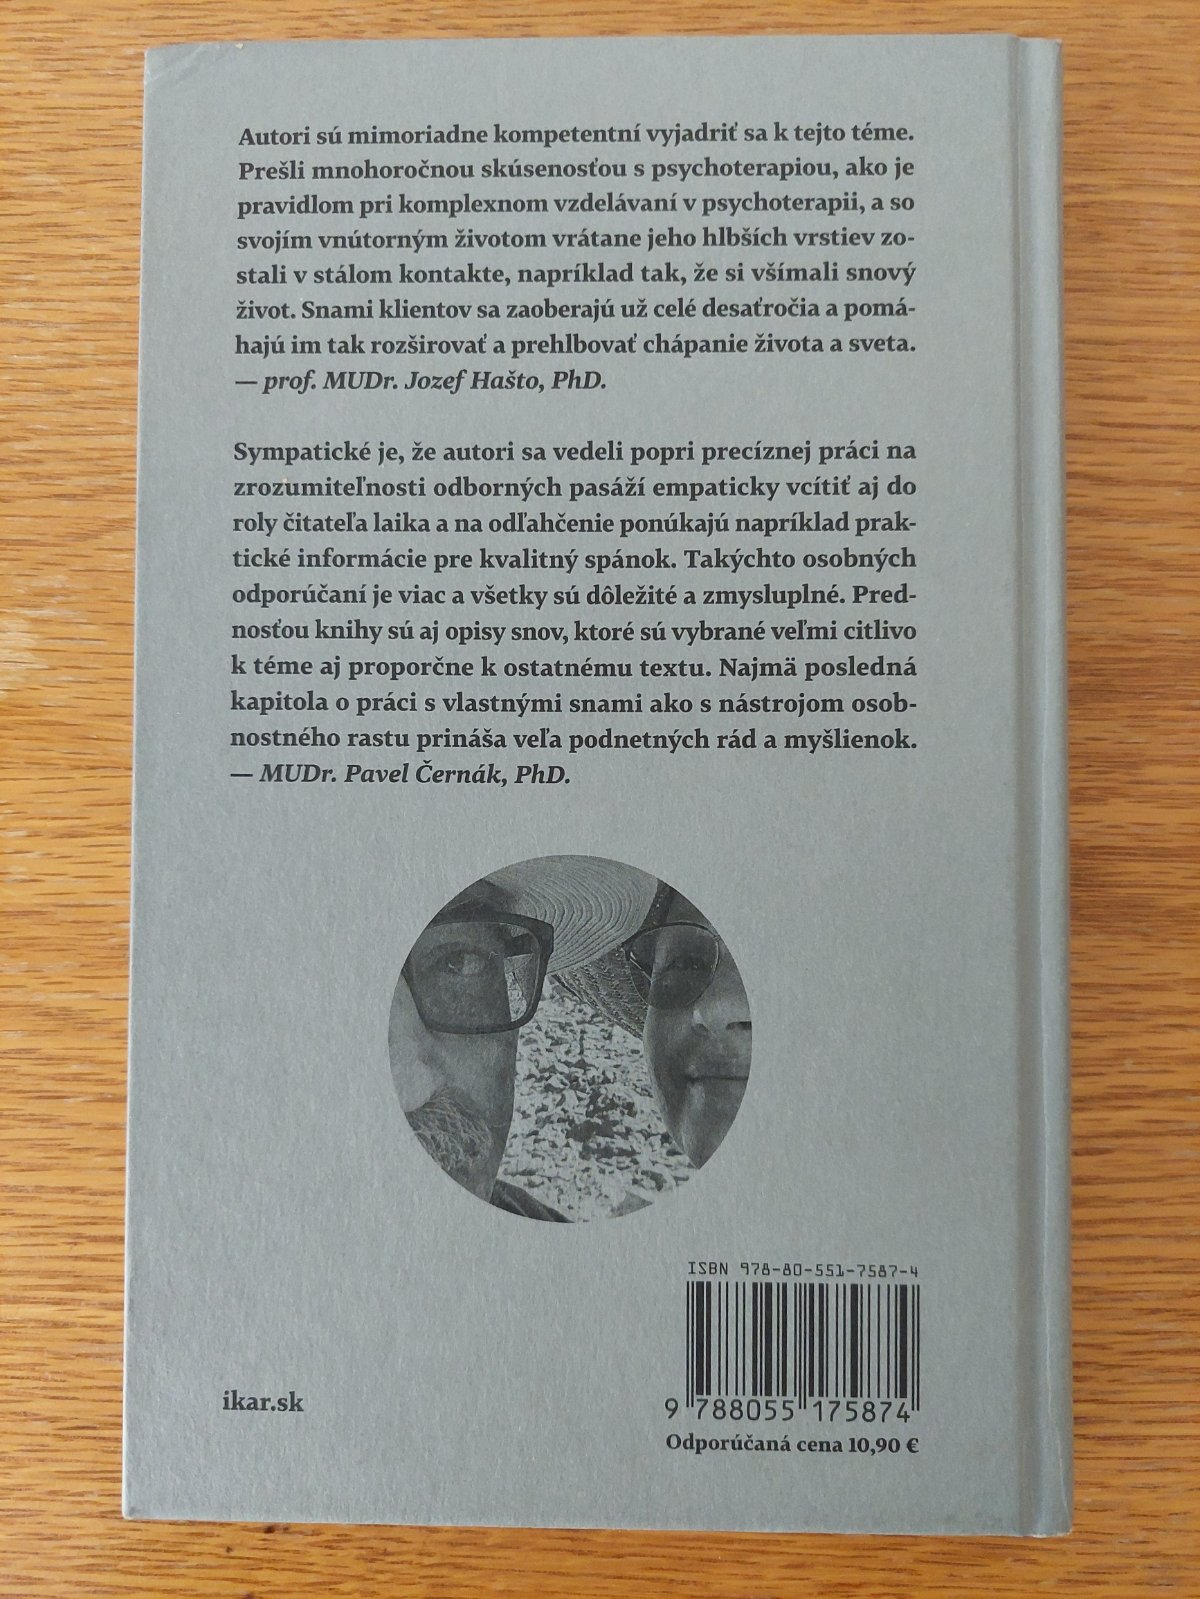 Autori sú mimoriadne kompetentní vyjadriť sa k tejto téme.
Prešli mnohoročnou skúsenosťou s psychoterapiou, ako je
pravidlom pri komplexnom vzdelávaní v psychoterapii, a so
svojím vnútorným životom vrátane jeho hlbších vrstiev zo-
stali v stálom kontakte, napríklad tak, že si všímali snový
život. Snami klientov sa zaoberajú už celé desaťročia a pomá-
hajú im tak rozširovať a prehlbovať chápanie života a sveta.
— prof. MUDr. Jozef Hašto, PhD.
Sympatické je, že autori sa vedeli popri precíznej práci na
zrozumiteľnosti odborných pasáží empaticky vcítiť aj do
roly čitateľa laika a na odľahčenie ponúkajú napríklad prak-
tické informácie pre kvalitný spánok. Takýchto osobných
odporúčaní je viac a všetky sú dôležité a zmysluplné. Pred-
nosťou knihy sú aj opisy snov, ktoré sú vybrané veľmi citlivo
k téme aj proporčne k ostatnému textu. Najmä posledná
kapitola o práci s vlastnými snami ako s nástrojom osob-
nostného rastu prináša veľa podnetných rád a myšlienok.
— MUDr. Pavel Černák, PhD.
ISBN 978-80-551-7587-4
9 788055 175874
ikar.sk
Odporúčaná cena 10,90 €